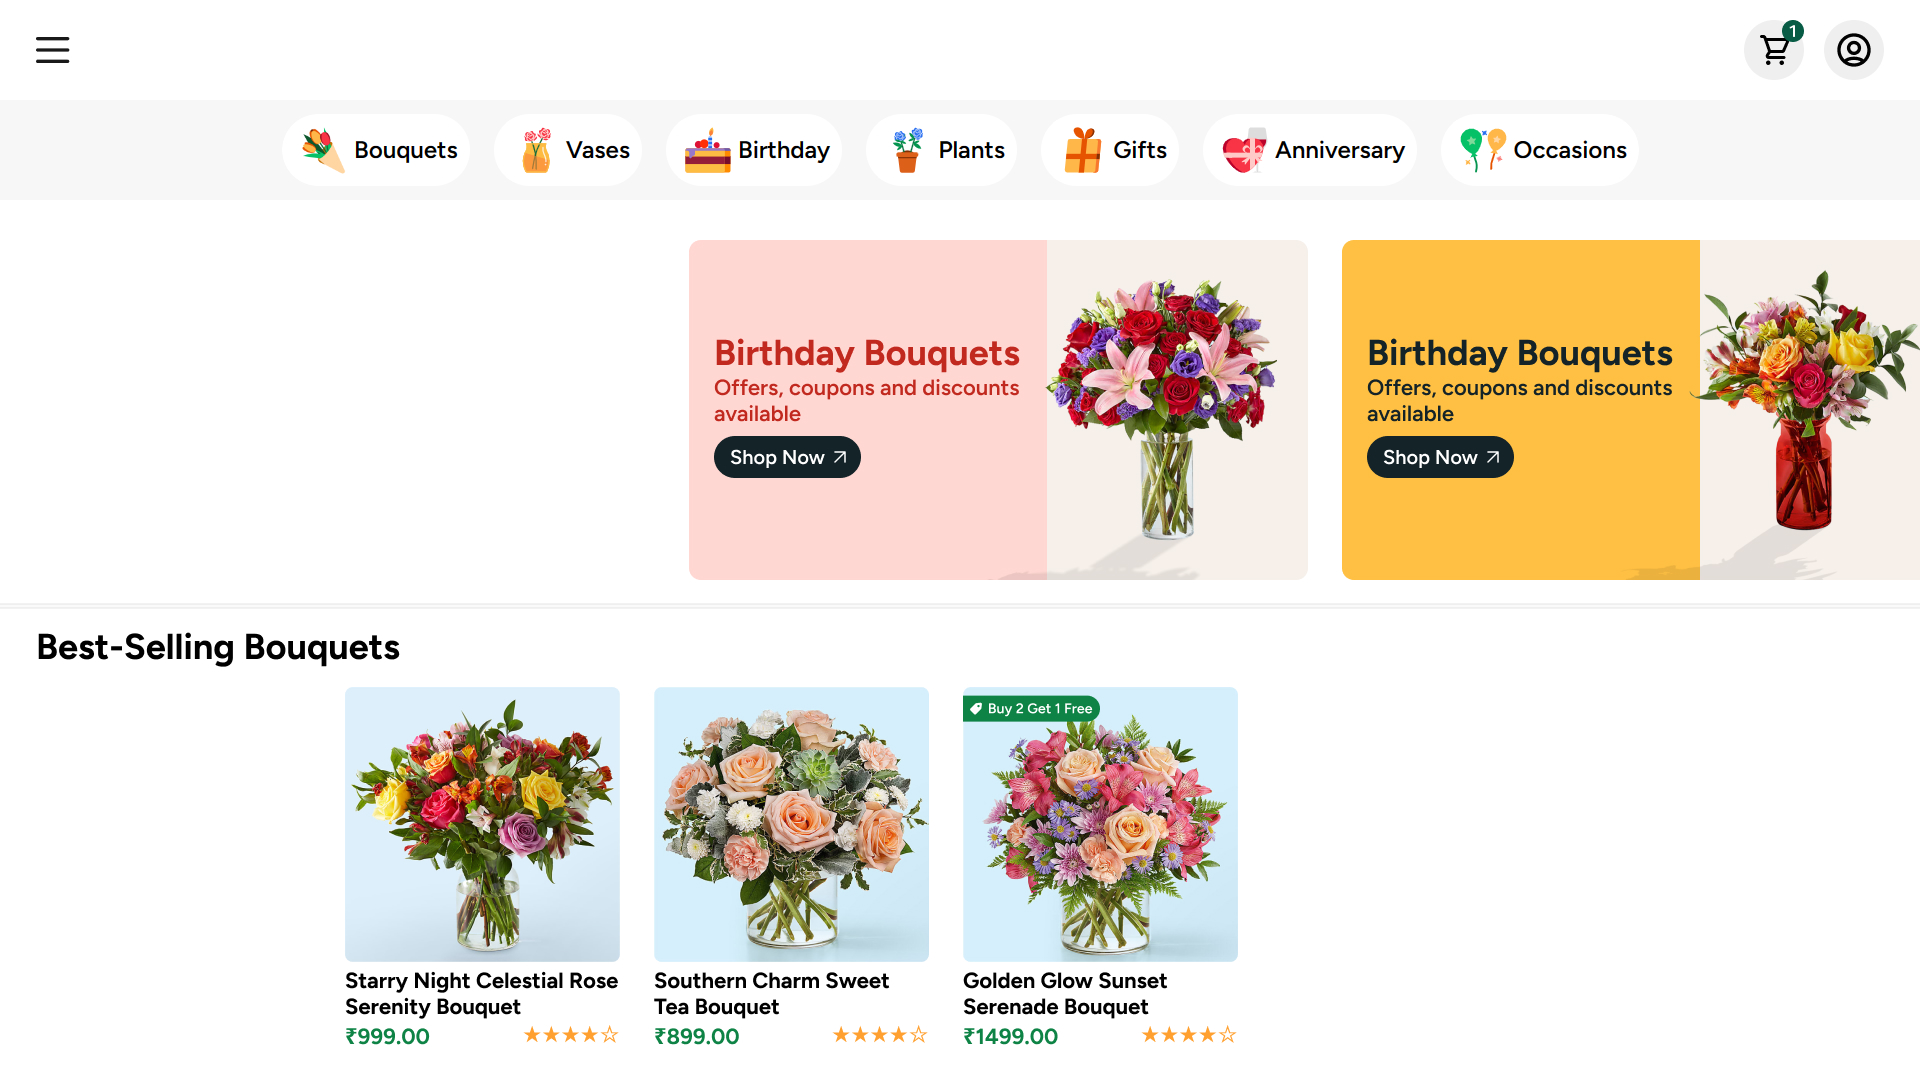 1
Bouquets
Vases
Birthday
Plants
Gifts
Anniversary
Occasions
Birthday Bouquets
Offers, coupons and discounts
available
Shop Now
Birthday Bouquets
Offers, coupons and discounts
available
Shop Now
Best-Selling Bouquets
Starry Night Celestial Rose
Serenity Bouquet
₹999.00
Southern Charm Sweet
Tea Bouquet
₹899.00
Buy 2 Get 1 Free
Golden Glow Sunset
Serenade Bouquet
₹1499.00